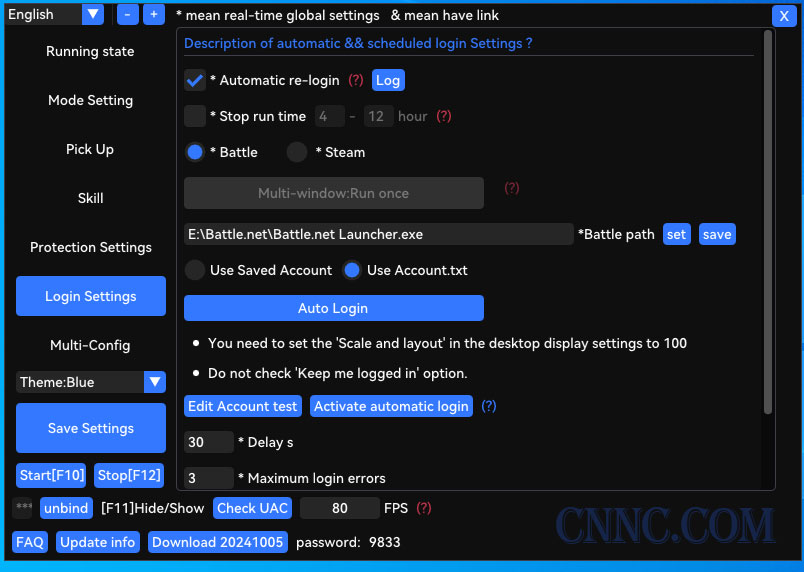 English - + * mean real-time global settings & mean have link X
Running state
Mode Setting
Pick Up
Skill
Protection Settings
Login Settings
Multi-Config
Theme:Blue
Save Settings
Start[F10] Stop[F12]
Description of automatic && scheduled login Settings ?
* Automatic re-login (?) Log
* Stop run time 4 - 12 hour (?)
* Battle * Steam
Multi-window:Run once (?)
E:\Battle.net\Battle.net Launcher.exe *Battle path set save
Use Saved Account Use Account.txt
Auto Login
You need to set the 'Scale and layout' in the desktop display settings to 100
Do not check 'Keep me logged in' option.
Edit Account test Activate automatic login (?)
30 * Delay s
3 * Maximum login errors
*** unbind [F11]Hide/Show Check UAC 80 FPS (?)
FAQ Update info Download 20241005 password: 9833
CNNC.COM